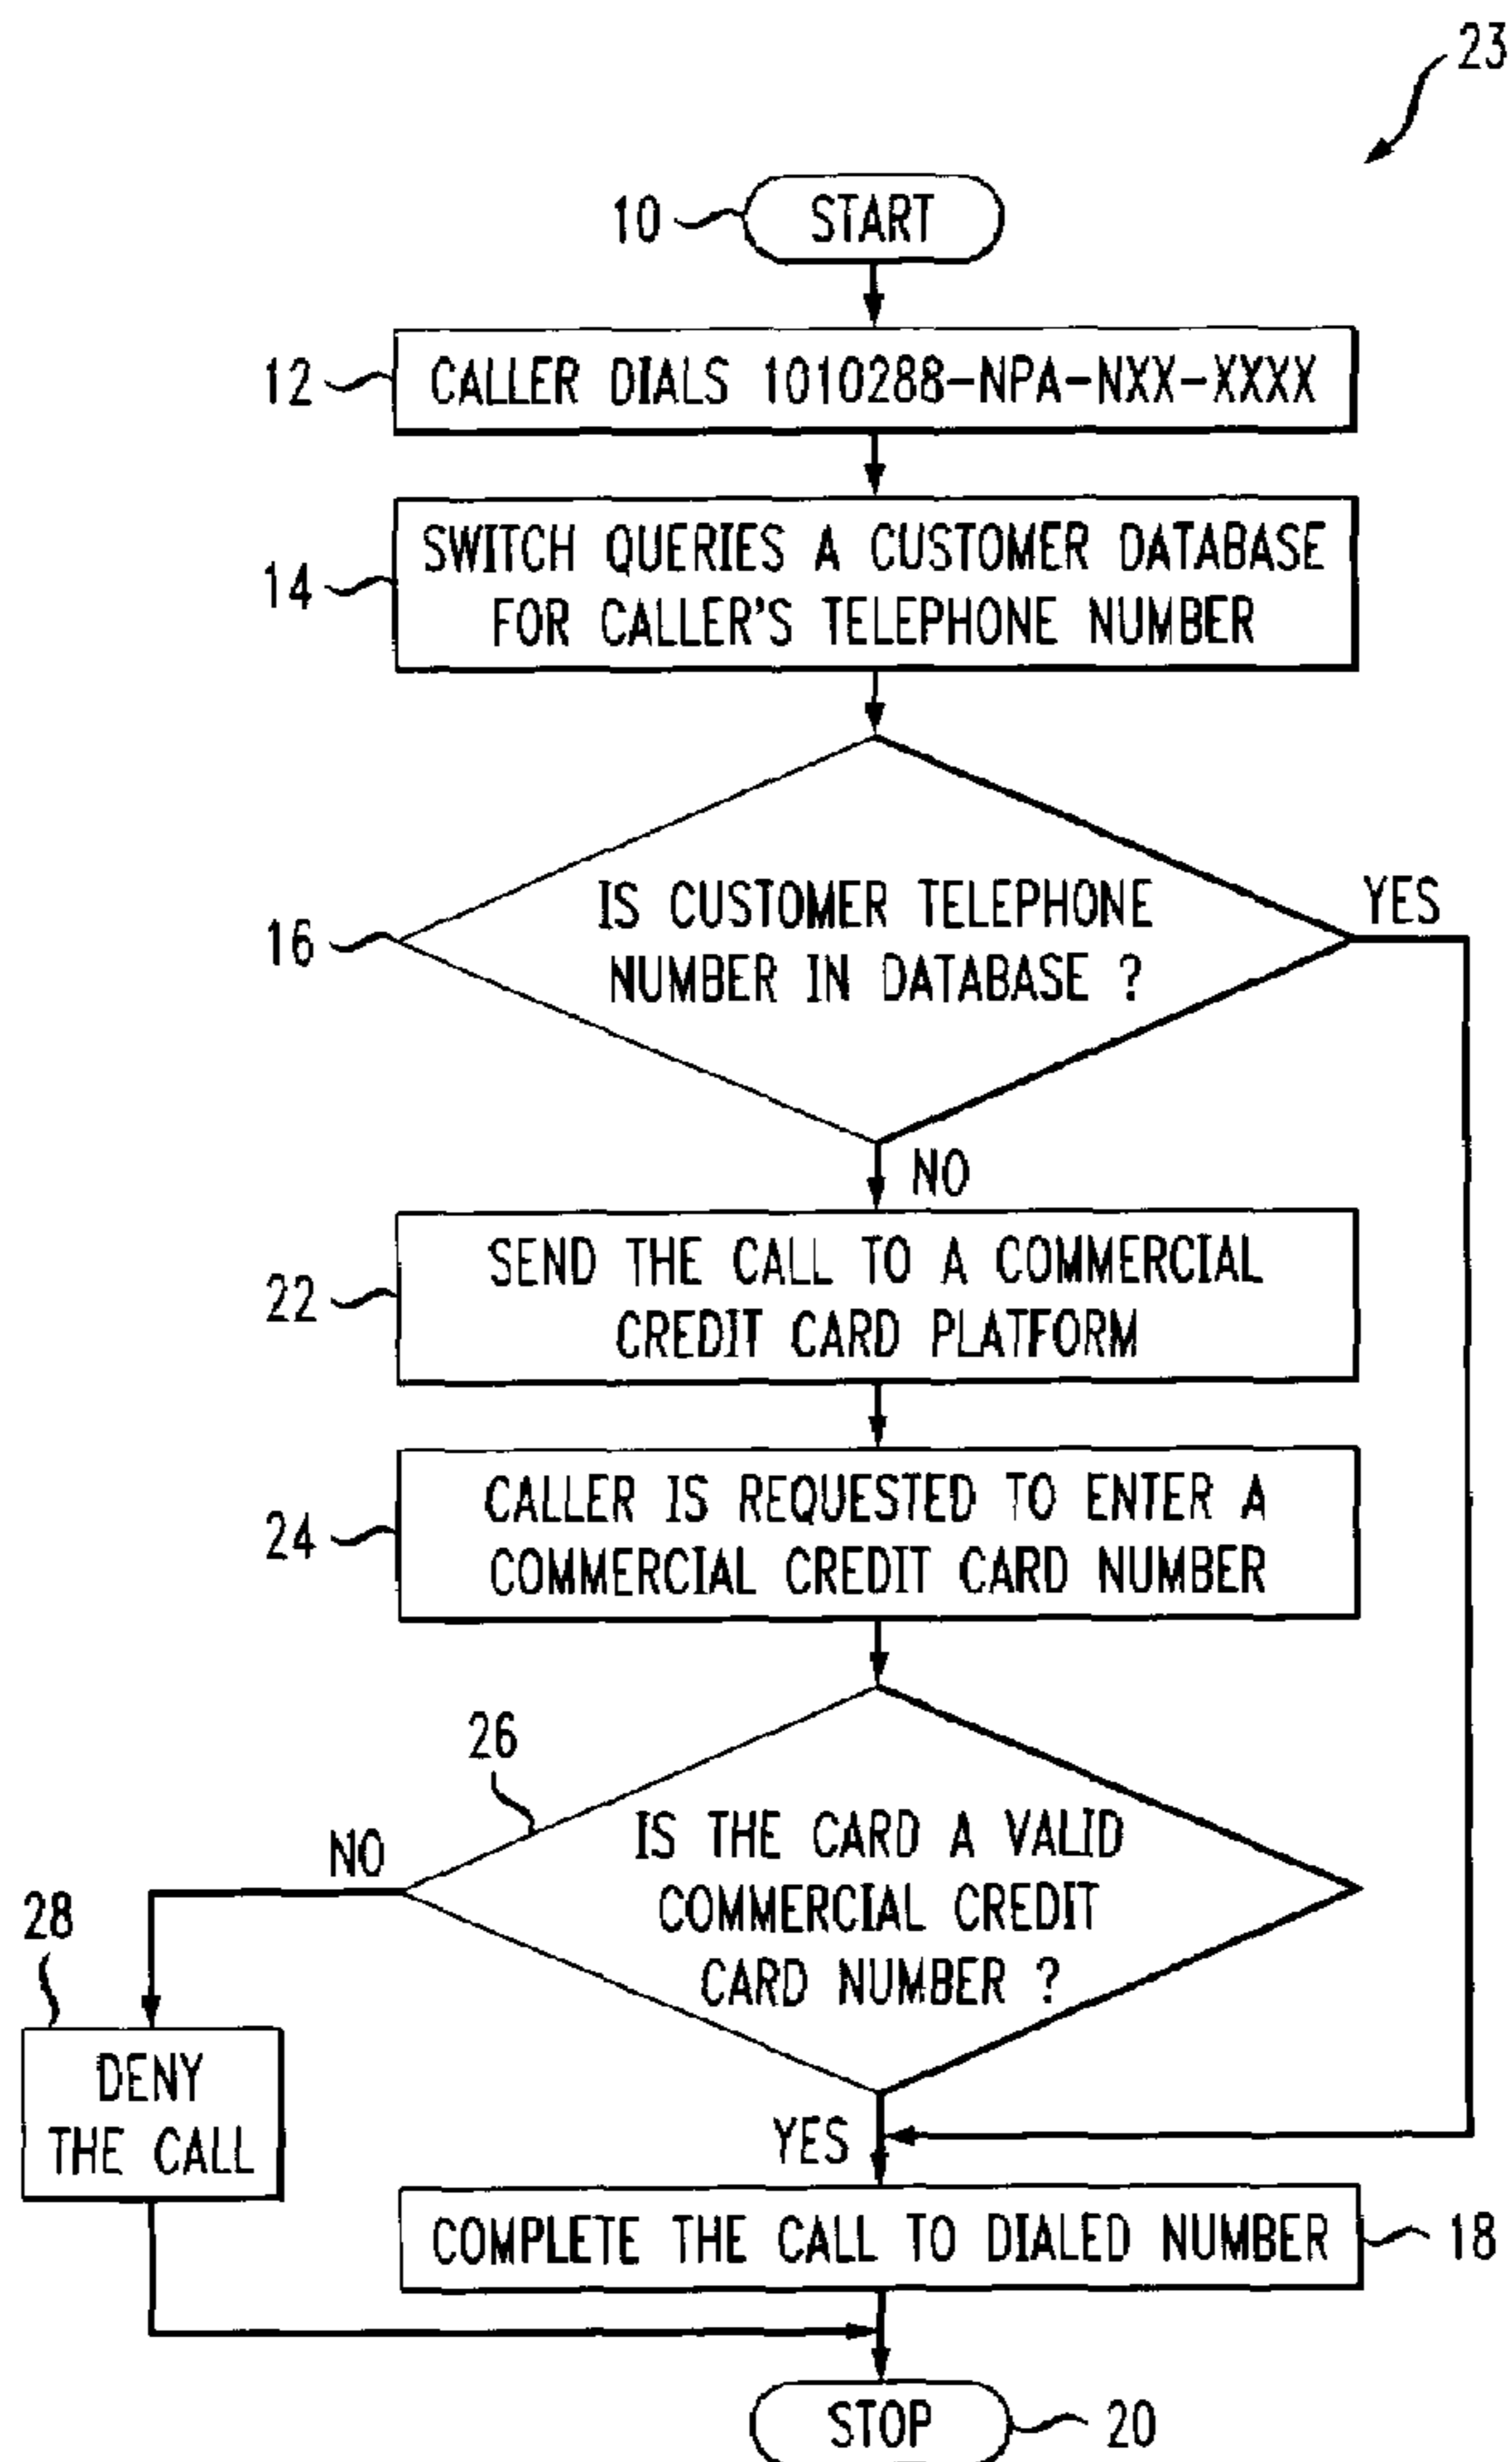 23
10
START
12
CALLER DIALS 1010288-NPA-NXX-XXXX
14
SWITCH QUERIES A CUSTOMER DATABASE
FOR CALLER'S TELEPHONE NUMBER
16
IS CUSTOMER TELEPHONE
NUMBER IN DATABASE ?
YES
NO
22
SEND THE CALL TO A COMMERCIAL
CREDIT CARD PLATFORM
24
CALLER IS REQUESTED TO ENTER A
COMMERCIAL CREDIT CARD NUMBER
26
IS THE CARD A VALID
COMMERCIAL CREDIT
CARD NUMBER ?
NO
28
DENY
THE CALL
YES
COMPLETE THE CALL TO DIALED NUMBER
18
STOP
20